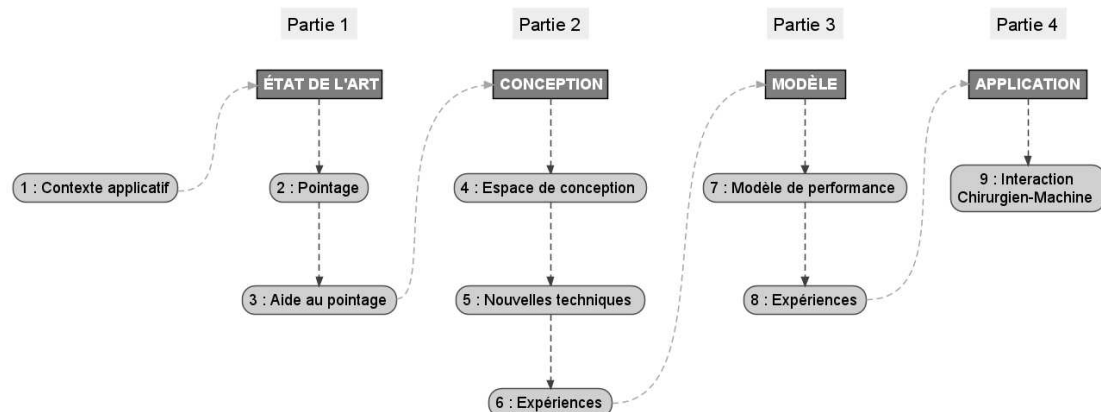 Partie 1
Partie 2
Partie 3
Partie 4
ÉTAT DE L'ART
CONCEPTION
MODÈLE
APPLICATION
1 : Contexte applicatif
2 : Pointage
4 : Espace de conception
7 : Modèle de performance
9 : Interaction
Chirurgien-Machine
3 : Aide au pointage
5 : Nouvelles techniques
8 : Expériences
6 : Expériences